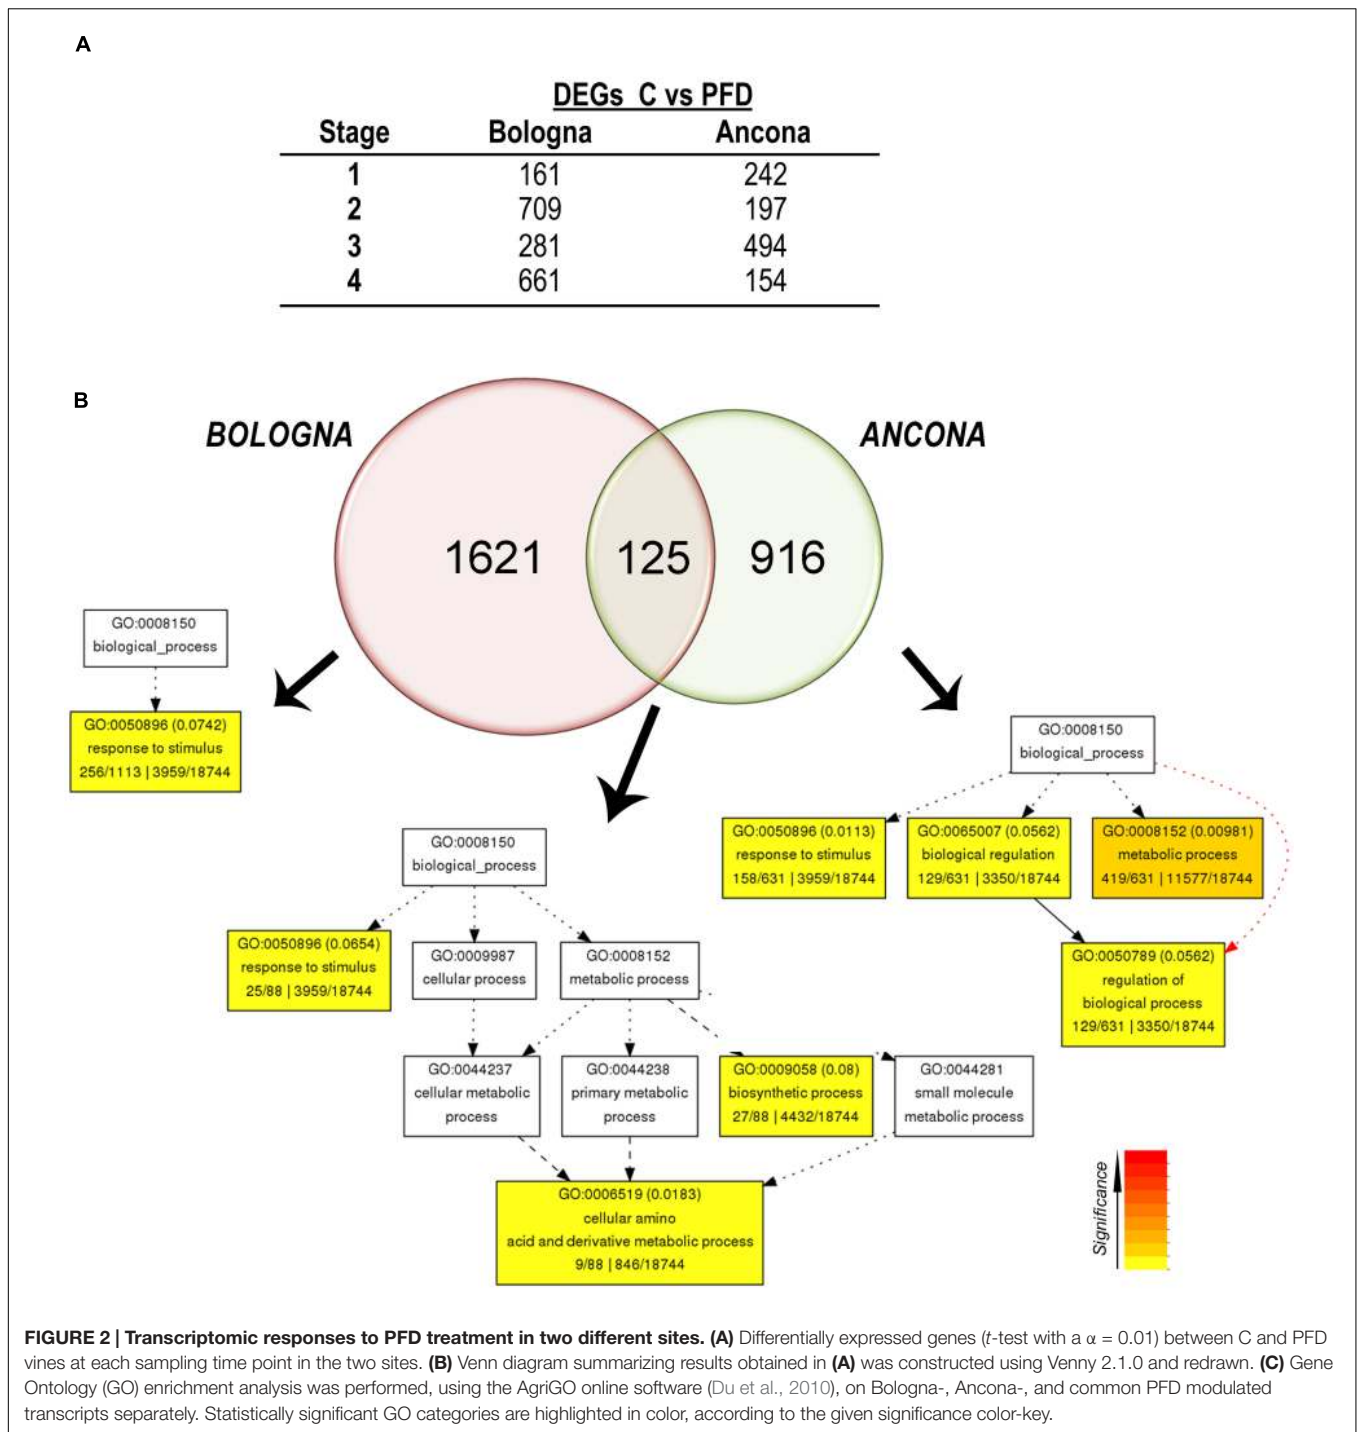 A
DEGs C vs PFD
Stage Bologna Ancona
1 161 242
2 709 197
3 281 494
4 661 154
B
BOLOGNA
ANCONA
1621
125
916
GO:0008150
biological_process
GO:0050896 (0.0742)
response to stimulus
256/1113 | 3959/18744
GO:0008150
biological_process
GO:0050896 (0.0113)
response to stimulus
158/631 | 3959/18744
GO:0065007 (0.0562)
biological regulation
129/631 | 3350/18744
GO:0008152 (0.00981)
metabolic process
419/631 | 11577/18744
GO:0050789 (0.0562)
regulation of
biological process
129/631 | 3350/18744
GO:0008150
biological_process
GO:0050896 (0.0654)
response to stimulus
25/88 | 3959/18744
GO:0009987
cellular process
GO:0008152
metabolic process
GO:0044237
cellular metabolic
process
GO:0044238
primary metabolic
process
GO:0009058 (0.08)
biosynthetic process
27/88 | 4432/18744
GO:0044281
small molecule
metabolic process
GO:0006519 (0.0183)
cellular amino
acid and derivative metabolic process
9/88 | 846/18744
Significance
FIGURE 2 | Transcriptomic responses to PFD treatment in two different sites. (A) Differentially expressed genes (t-test with a α = 0.01) between C and PFD
vines at each sampling time point in the two sites. (B) Venn diagram summarizing results obtained in (A) was constructed using Venny 2.1.0 and redrawn. (C) Gene
Ontology (GO) enrichment analysis was performed, using the AgriGO online software (Du et al., 2010), on Bologna-, Ancona-, and common PFD modulated
transcripts separately. Statistically significant GO categories are highlighted in color, according to the given significance color-key.